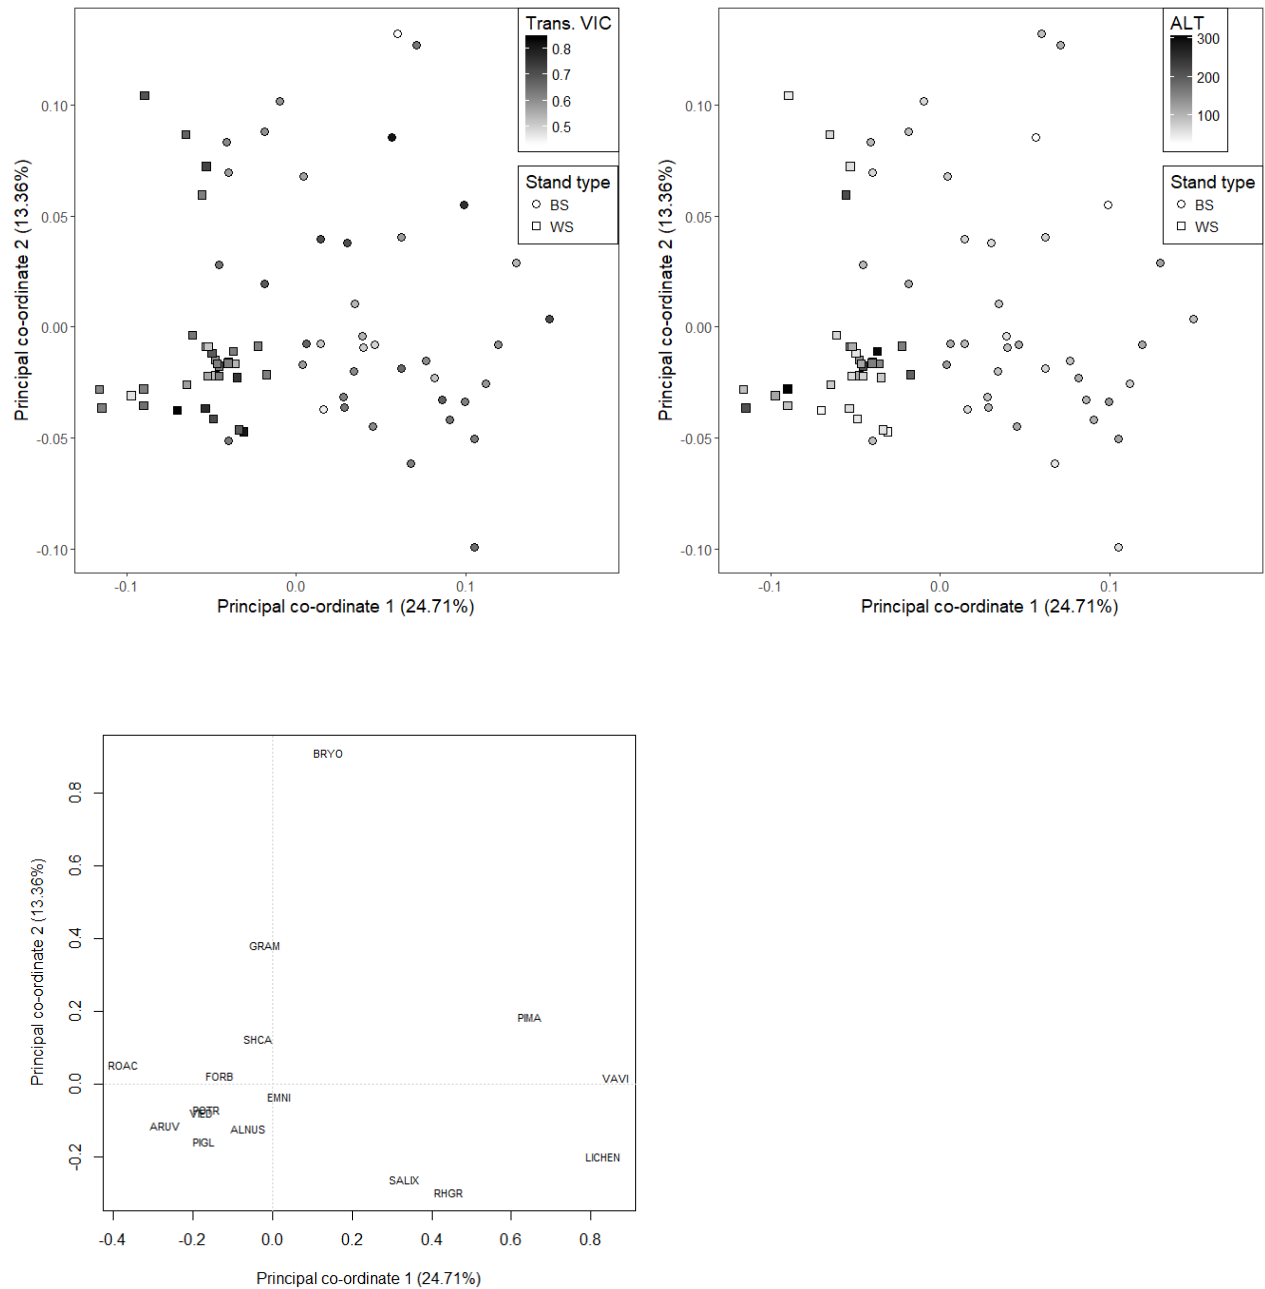 Trans. VIC
0.8
0.7
0.6
0.5
Stand type
BS
WS
0.10
0.05
0.00
-0.05
-0.10
Principal co-ordinate 2 (13.36%)
-0.1
0.0
0.1
Principal co-ordinate 1 (24.71%)
ALT
300
200
100
Stand type
BS
WS
0.10
0.05
0.00
-0.05
-0.10
Principal co-ordinate 2 (13.36%)
-0.1
0.0
0.1
Principal co-ordinate 1 (24.71%)
BRYO
GRAM
PIMA
SHCA
ROAC
FORB
VAVI
EMNI
POTR
VIED
ARUV
ALNUS
PIGL
LICHEN
SALIX
RHGR
0.8
0.6
0.4
0.2
0.0
-0.2
Principal co-ordinate 2 (13.36%)
-0.4
-0.2
0.0
0.2
0.4
0.6
0.8
Principal co-ordinate 1 (24.71%)